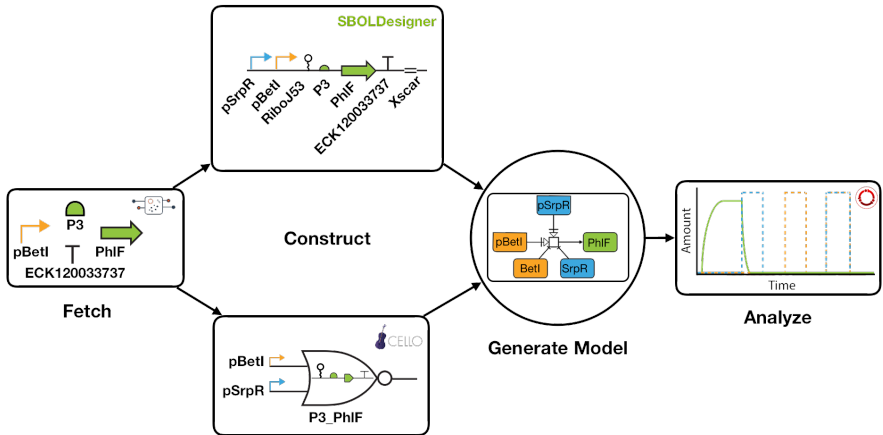 SBOLDesigner
pSrpR
pBetI
RiboJ53
P3
PhlF
ECK120033737
Xscar
P3
pBetI
PhlF
ECK120033737
Fetch
Construct
pSrpR
pBetI
PhlF
BetI
SrpR
Generate Model
Amount
Time
Analyze
CELLO
pBetI
pSrpR
P3_PhlF